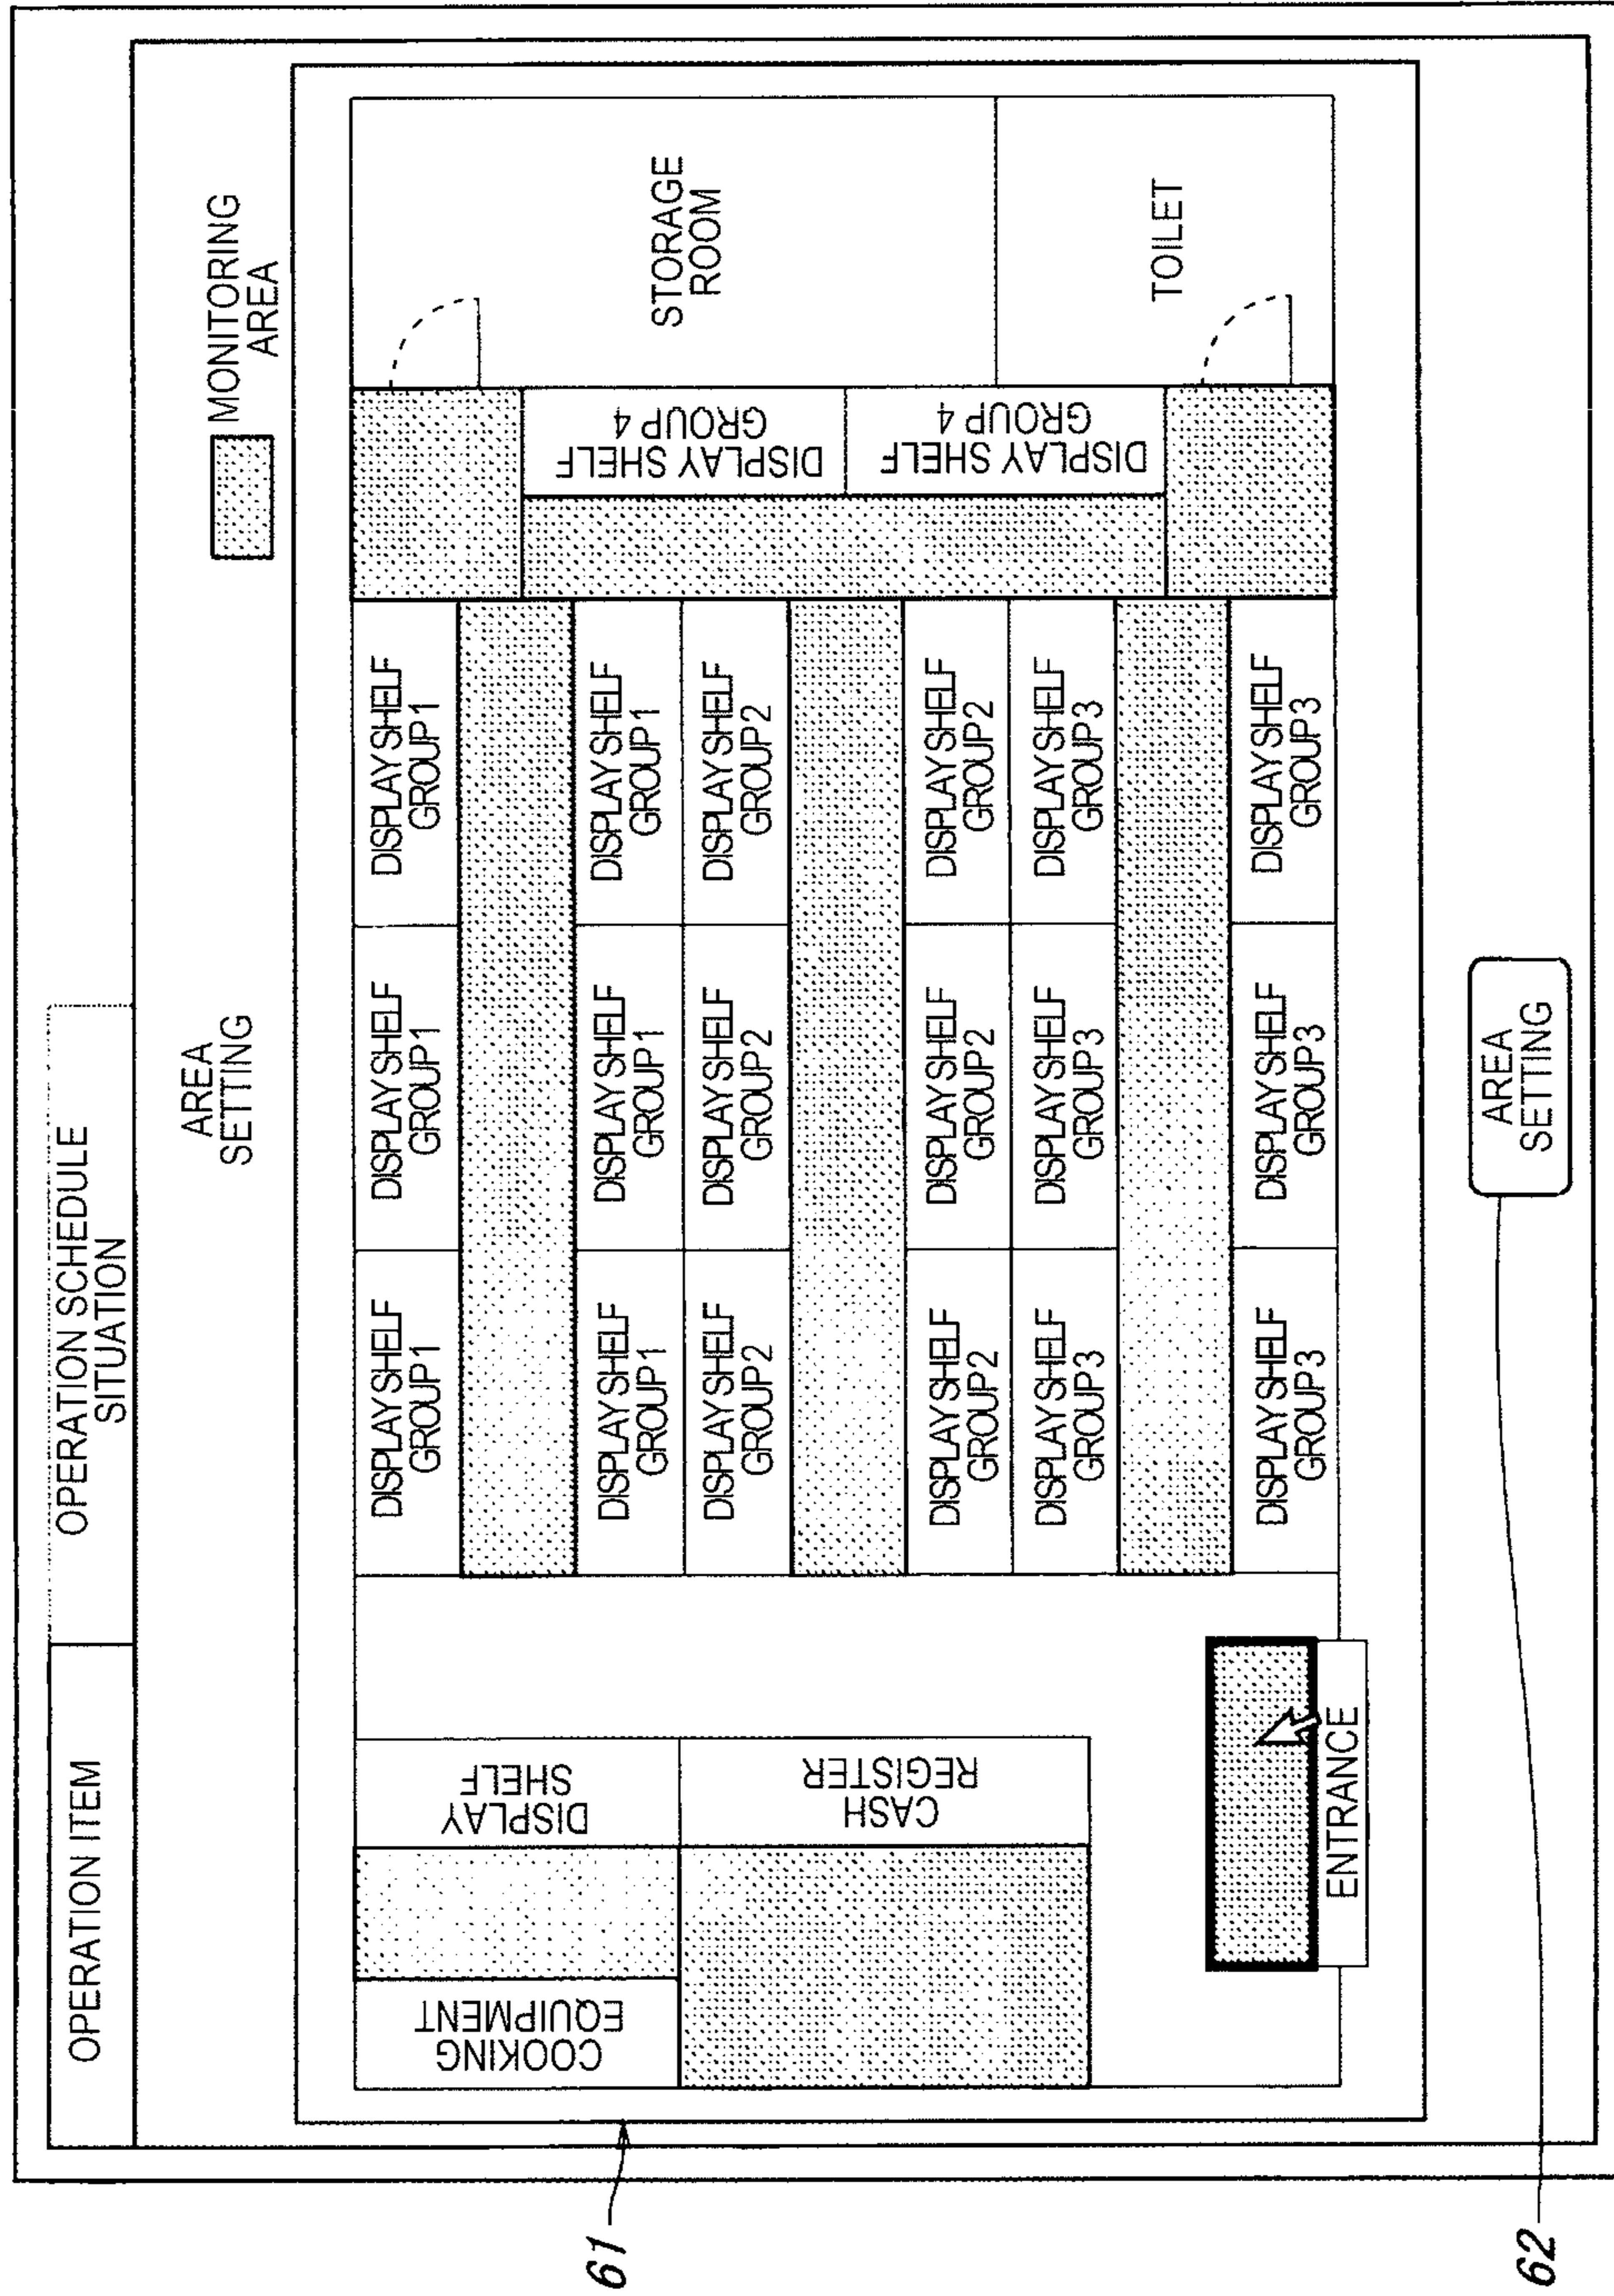 OPERATION ITEM
OPERATION SCHEDULE
SITUATION
AREA
SETTING
MONITORING
AREA
61
COOKING
EQUIPMENT
DISPLAY
SHELF
CASH
REGISTER
ENTRANCE
DISPLAY SHELF
GROUP1
DISPLAY SHELF
GROUP1
DISPLAY SHELF
GROUP1
DISPLAY SHELF
GROUP1
DISPLAY SHELF
GROUP1
DISPLAY SHELF
GROUP1
DISPLAY SHELF
GROUP2
DISPLAY SHELF
GROUP2
DISPLAY SHELF
GROUP2
DISPLAY SHELF
GROUP2
DISPLAY SHELF
GROUP2
DISPLAY SHELF
GROUP2
DISPLAY SHELF
GROUP3
DISPLAY SHELF
GROUP3
DISPLAY SHELF
GROUP3
DISPLAY SHELF
GROUP3
DISPLAY SHELF
GROUP3
DISPLAY SHELF
GROUP3
DISPLAY SHELF
GROUP 4
DISPLAY SHELF
GROUP 4
STORAGE
ROOM
TOILET
62
AREA
SETTING